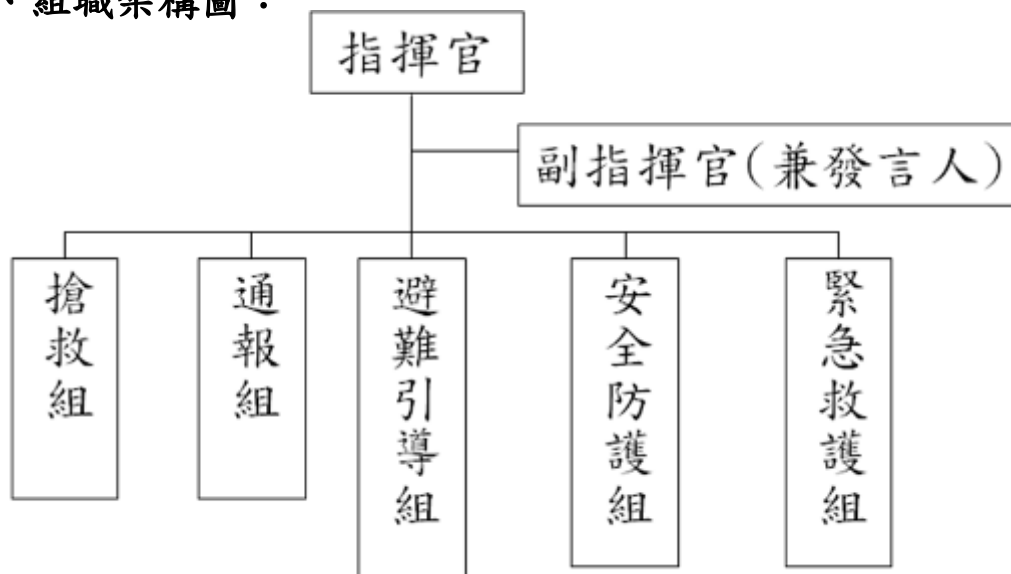 、組職架構圖：
指揮官
副指揮官(兼發言人)
搶救組
通報組
避難引導組
安全防護組
緊急救護組